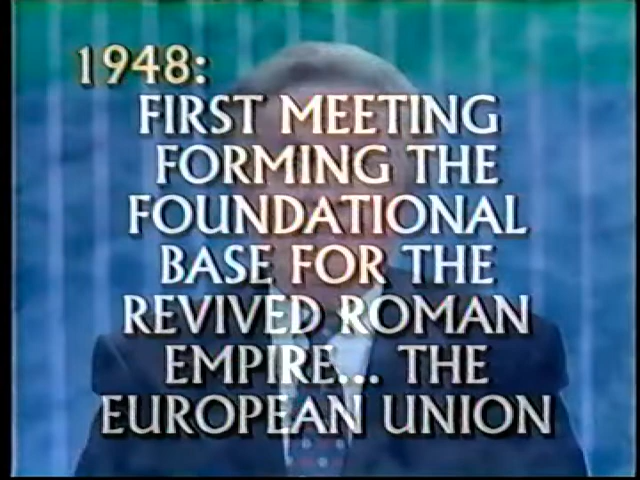 1948:
FIRST MEETING
FORMING THE
FOUNDATIONAL
BASE FOR THE
REVIVED ROMAN
EMPIRE... THE
EUROPEAN UNION